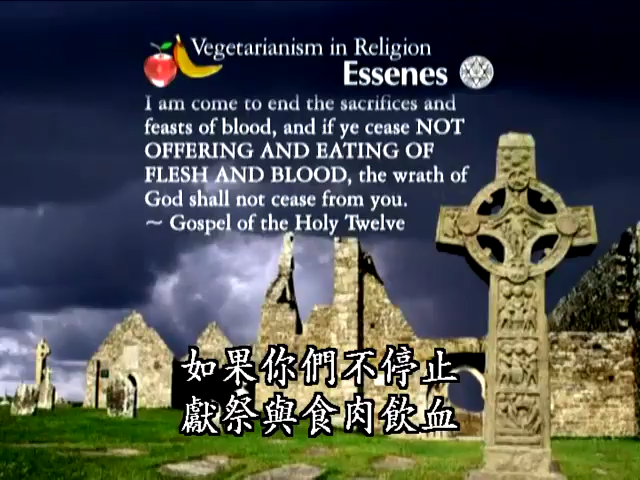 Vegetarianism in Religion
Essenes
I am come to end the sacrifices and
feasts of blood, and if ye cease NOT
OFFERING AND EATING OF
FLESH AND BLOOD, the wrath of
God shall not cease from you.
~ Gospel of the Holy Twelve
如果你們不停止
獻祭與食肉飲血